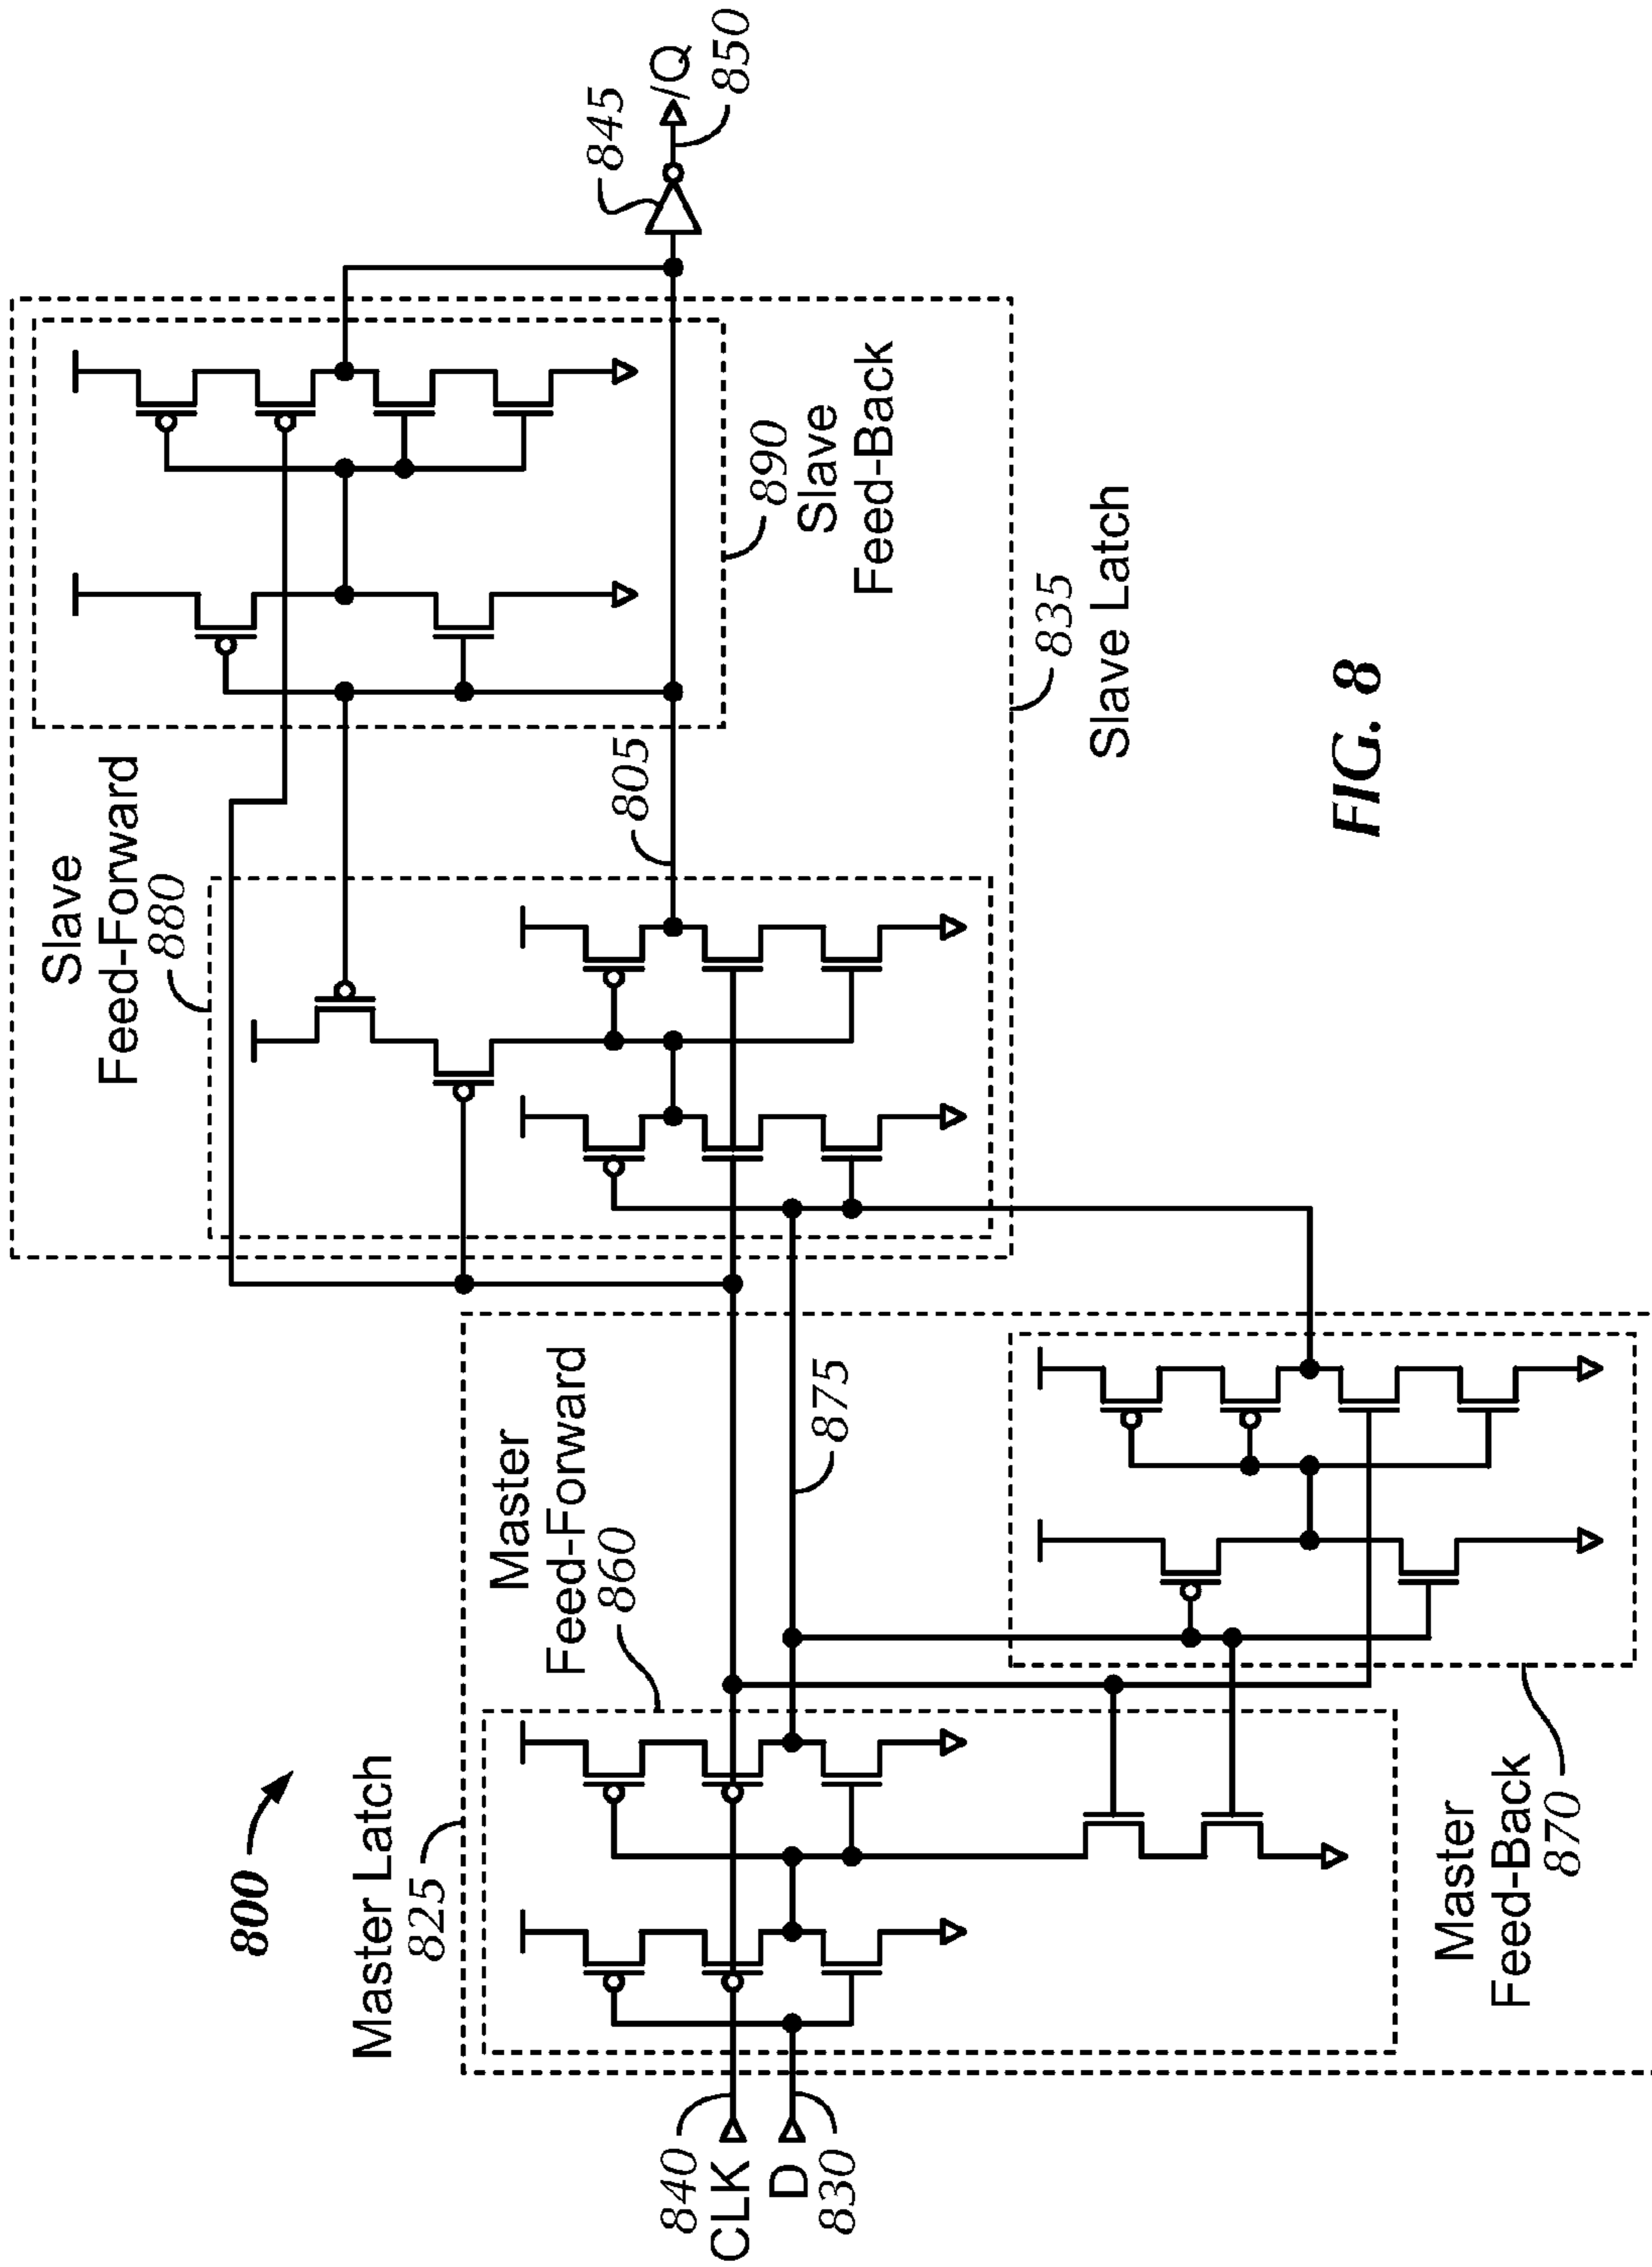 800
Master Latch
825
840
CLK
D
830
Master
Feed-Forward
860
875
Master
Feed-Back
870
Slave
Feed-Forward
880
805
890
Slave
Feed-Back
835
Slave Latch
845
/Q
850
FIG. 8